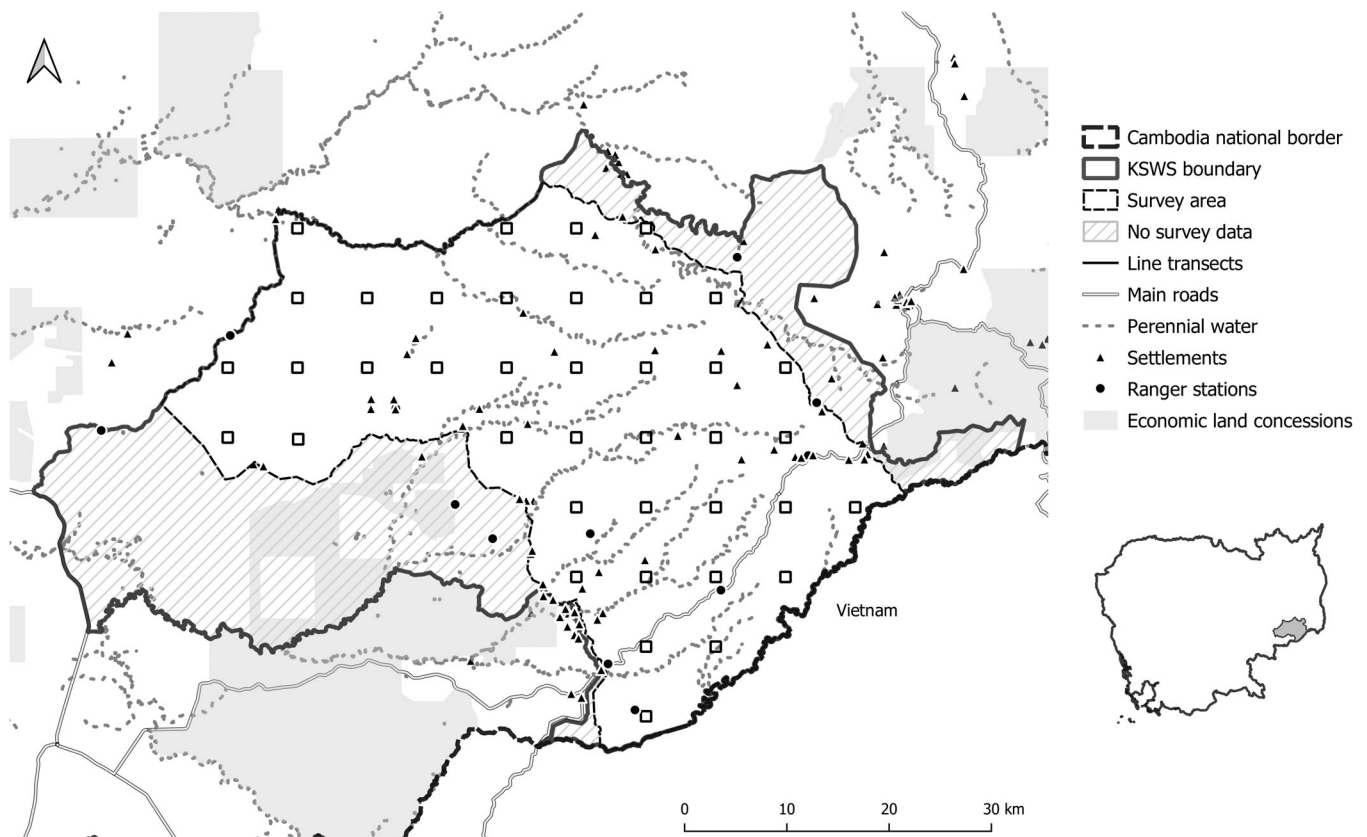 Cambodia national border
KSWS boundary
Survey area
No survey data
Line transects
Main roads
Perennial water
Settlements
Ranger stations
Economic land concessions
Vietnam
0 10 20 30 km